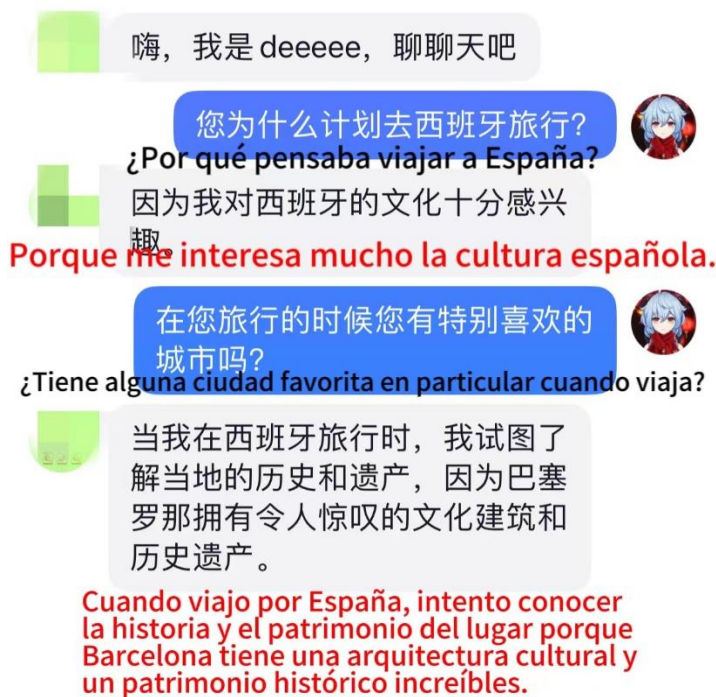 嗨，我是deeeee，聊聊天吧
您为什么计划去西班牙旅行？
¿Por qué pensaba viajar a España?
因为我对西班牙的文化十分感兴
趣。
Porque me interesa mucho la cultura española.
在您旅行的时候您有特别喜欢的
城市吗？
¿Tiene alguna ciudad favorita en particular cuando viaja?
当我在西班牙旅行时，我试图了
解当地的历史和遗产，因为巴塞
罗那拥有令人惊叹的文化建筑和
历史遗产。
Cuando viajo por España, intento conocer
la historia y el patrimonio del lugar porque
Barcelona tiene una arquitectura cultural y
un patrimonio histórico increíbles.